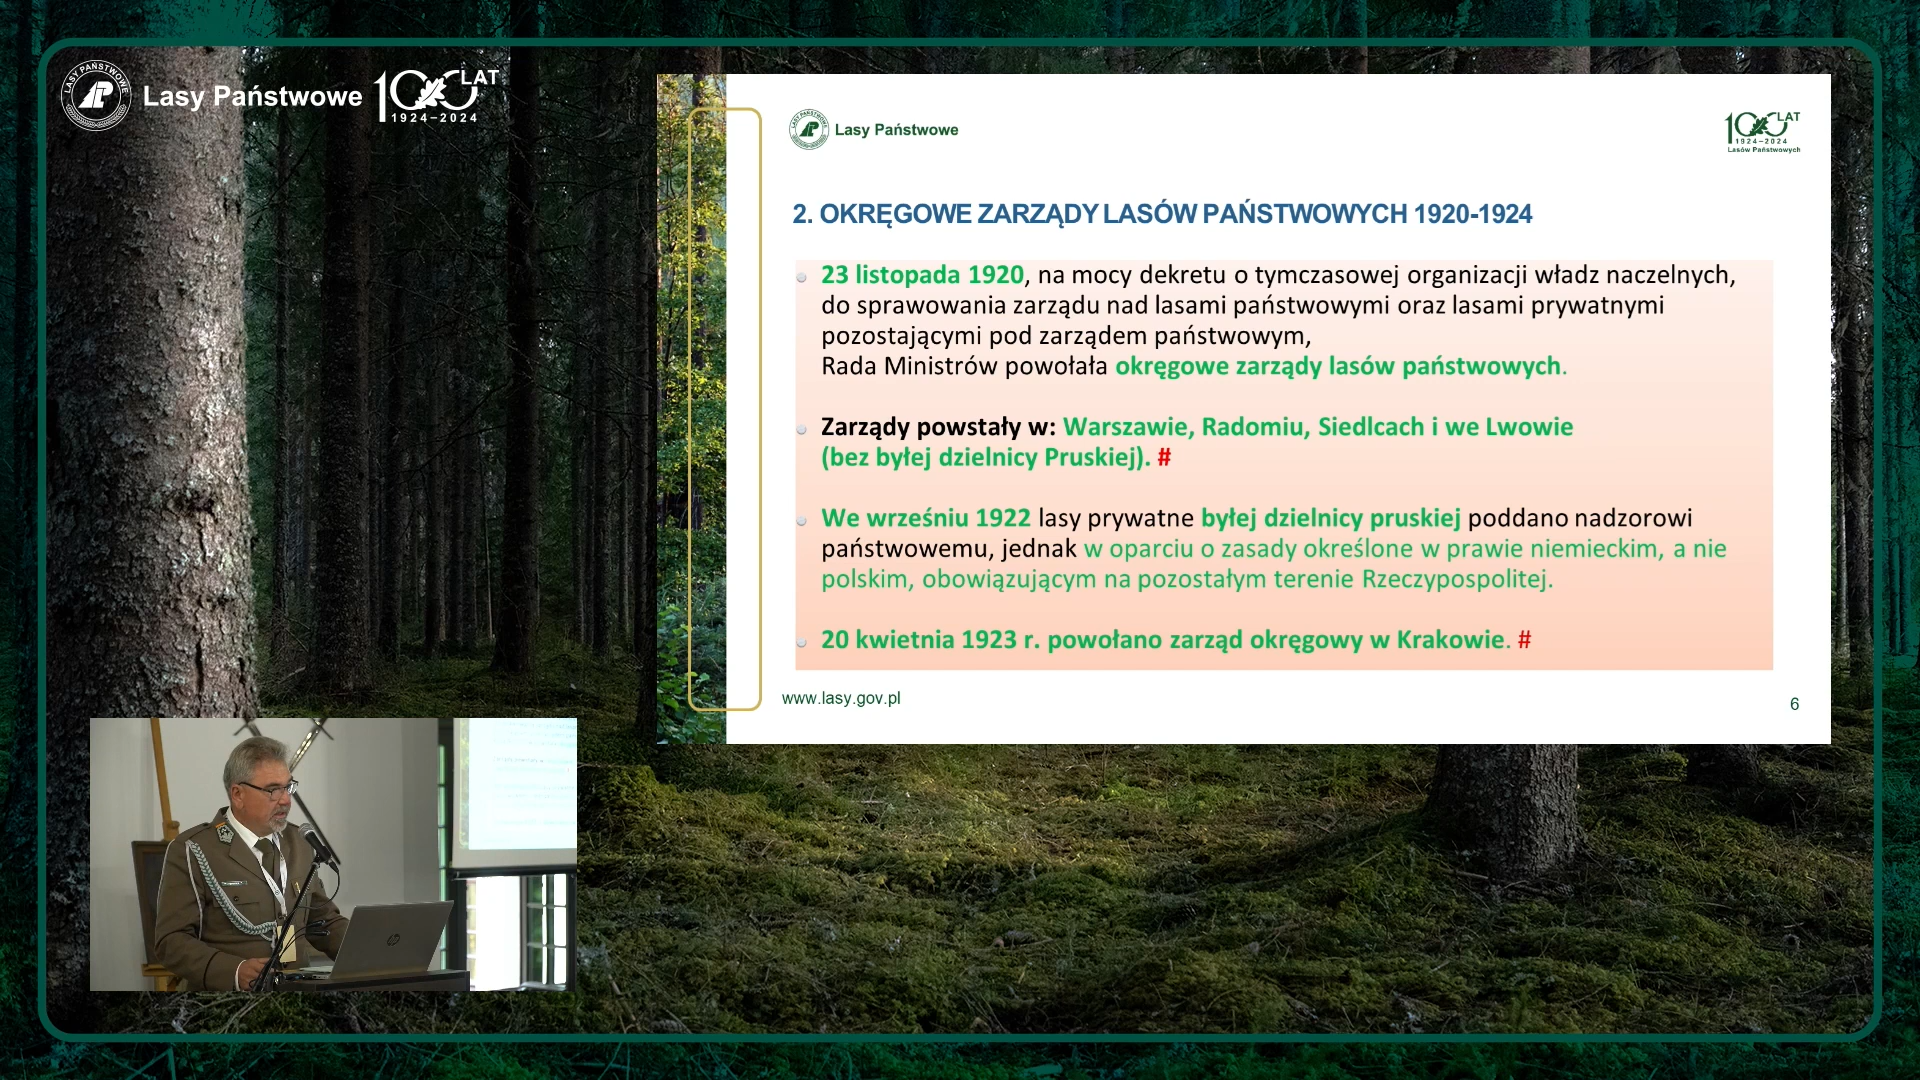 LASY PAŃSTWOWE
Lasy Państwowe
100 LAT
1924–2024
LASY PAŃSTWOWE
Lasy Państwowe
100 LAT
1924–2024
Lasów Państwowych
2. OKRĘGOWE ZARZĄDY LASÓW PAŃSTWOWYCH 1920-1924
23 listopada 1920, na mocy dekretu o tymczasowej organizacji władz naczelnych,
do sprawowania zarządu nad lasami państwowymi oraz lasami prywatnymi
pozostającymi pod zarządem państwowym,
Rada Ministrów powołała okręgowe zarządy lasów państwowych.
Zarządy powstały w: Warszawie, Radomiu, Siedlcach i we Lwowie
(bez byłej dzielnicy Pruskiej). #
We wrześniu 1922 lasy prywatne byłej dzielnicy pruskiej poddano nadzorowi
państwowemu, jednak w oparciu o zasady określone w prawie niemieckim, a nie
polskim, obowiązującym na pozostałym terenie Rzeczypospolitej.
20 kwietnia 1923 r. powołano zarząd okręgowy w Krakowie. #
www.lasy.gov.pl
6
hp